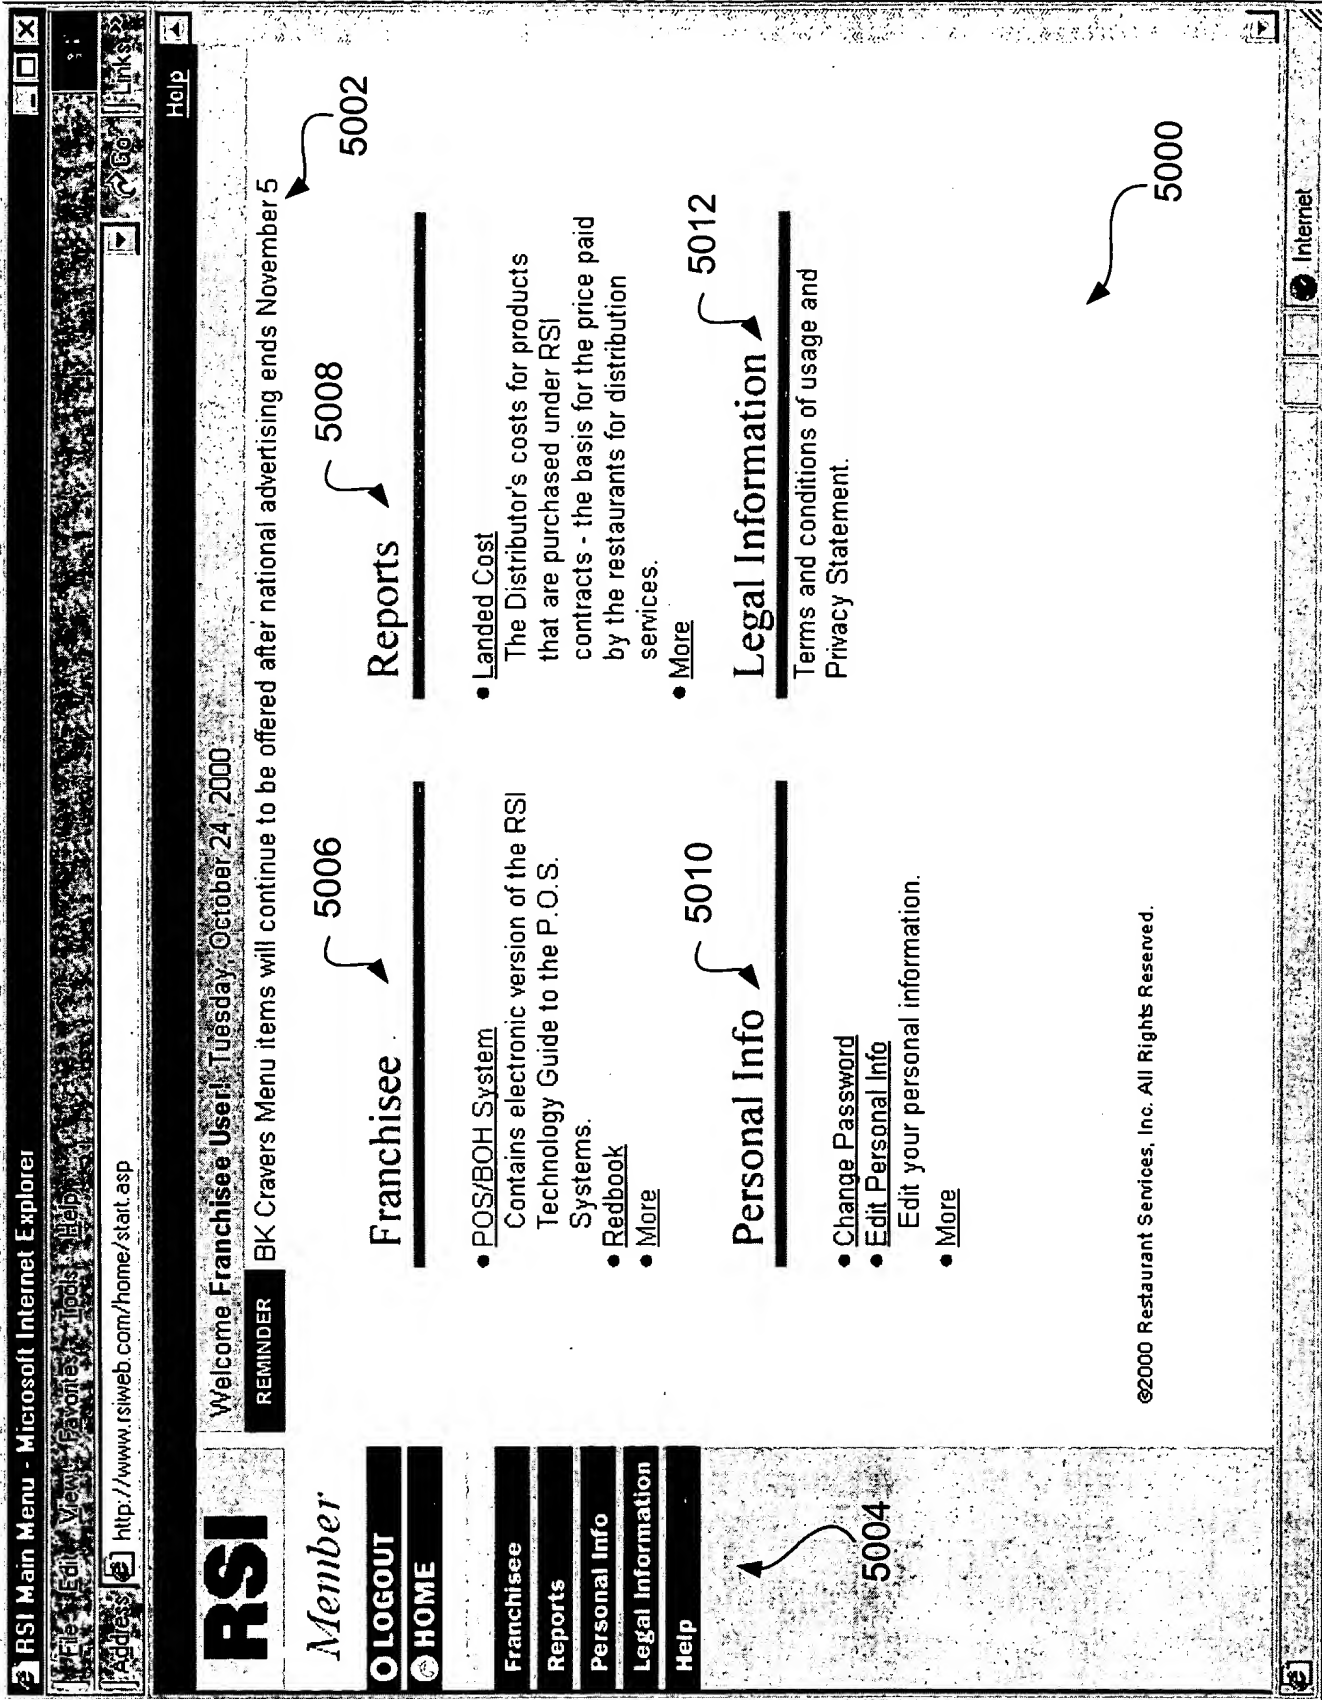 RSI Main Menu - Microsoft Internet Explorer
File Edit View Favorites Tools Help
Address http://www.rsiweb.com/home/start.asp Go Links »
Help
RSI
Welcome Franchisee User! Tuesday, October 24, 2000
REMINDER BK Cravers Menu items will continue to be offered after national advertising ends November 5
5002
Member
LOGOUT
HOME
Franchisee
Reports
Personal Info
Legal Information
Help
5004
5006
Franchisee
• POS/BOH System
Contains electronic version of the RSI
Technology Guide to the P.O.S.
Systems.
• Redbook
• More
5008
Reports
• Landed Cost
The Distributor's costs for products
that are purchased under RSI
contracts - the basis for the price paid
by the restaurants for distribution
services.
• More
5010
Personal Info
• Change Password
• Edit Personal Info
Edit your personal information.
• More
5012
Legal Information
Terms and conditions of usage and
Privacy Statement.
5000
©2000 Restaurant Services, Inc. All Rights Reserved.
Internet